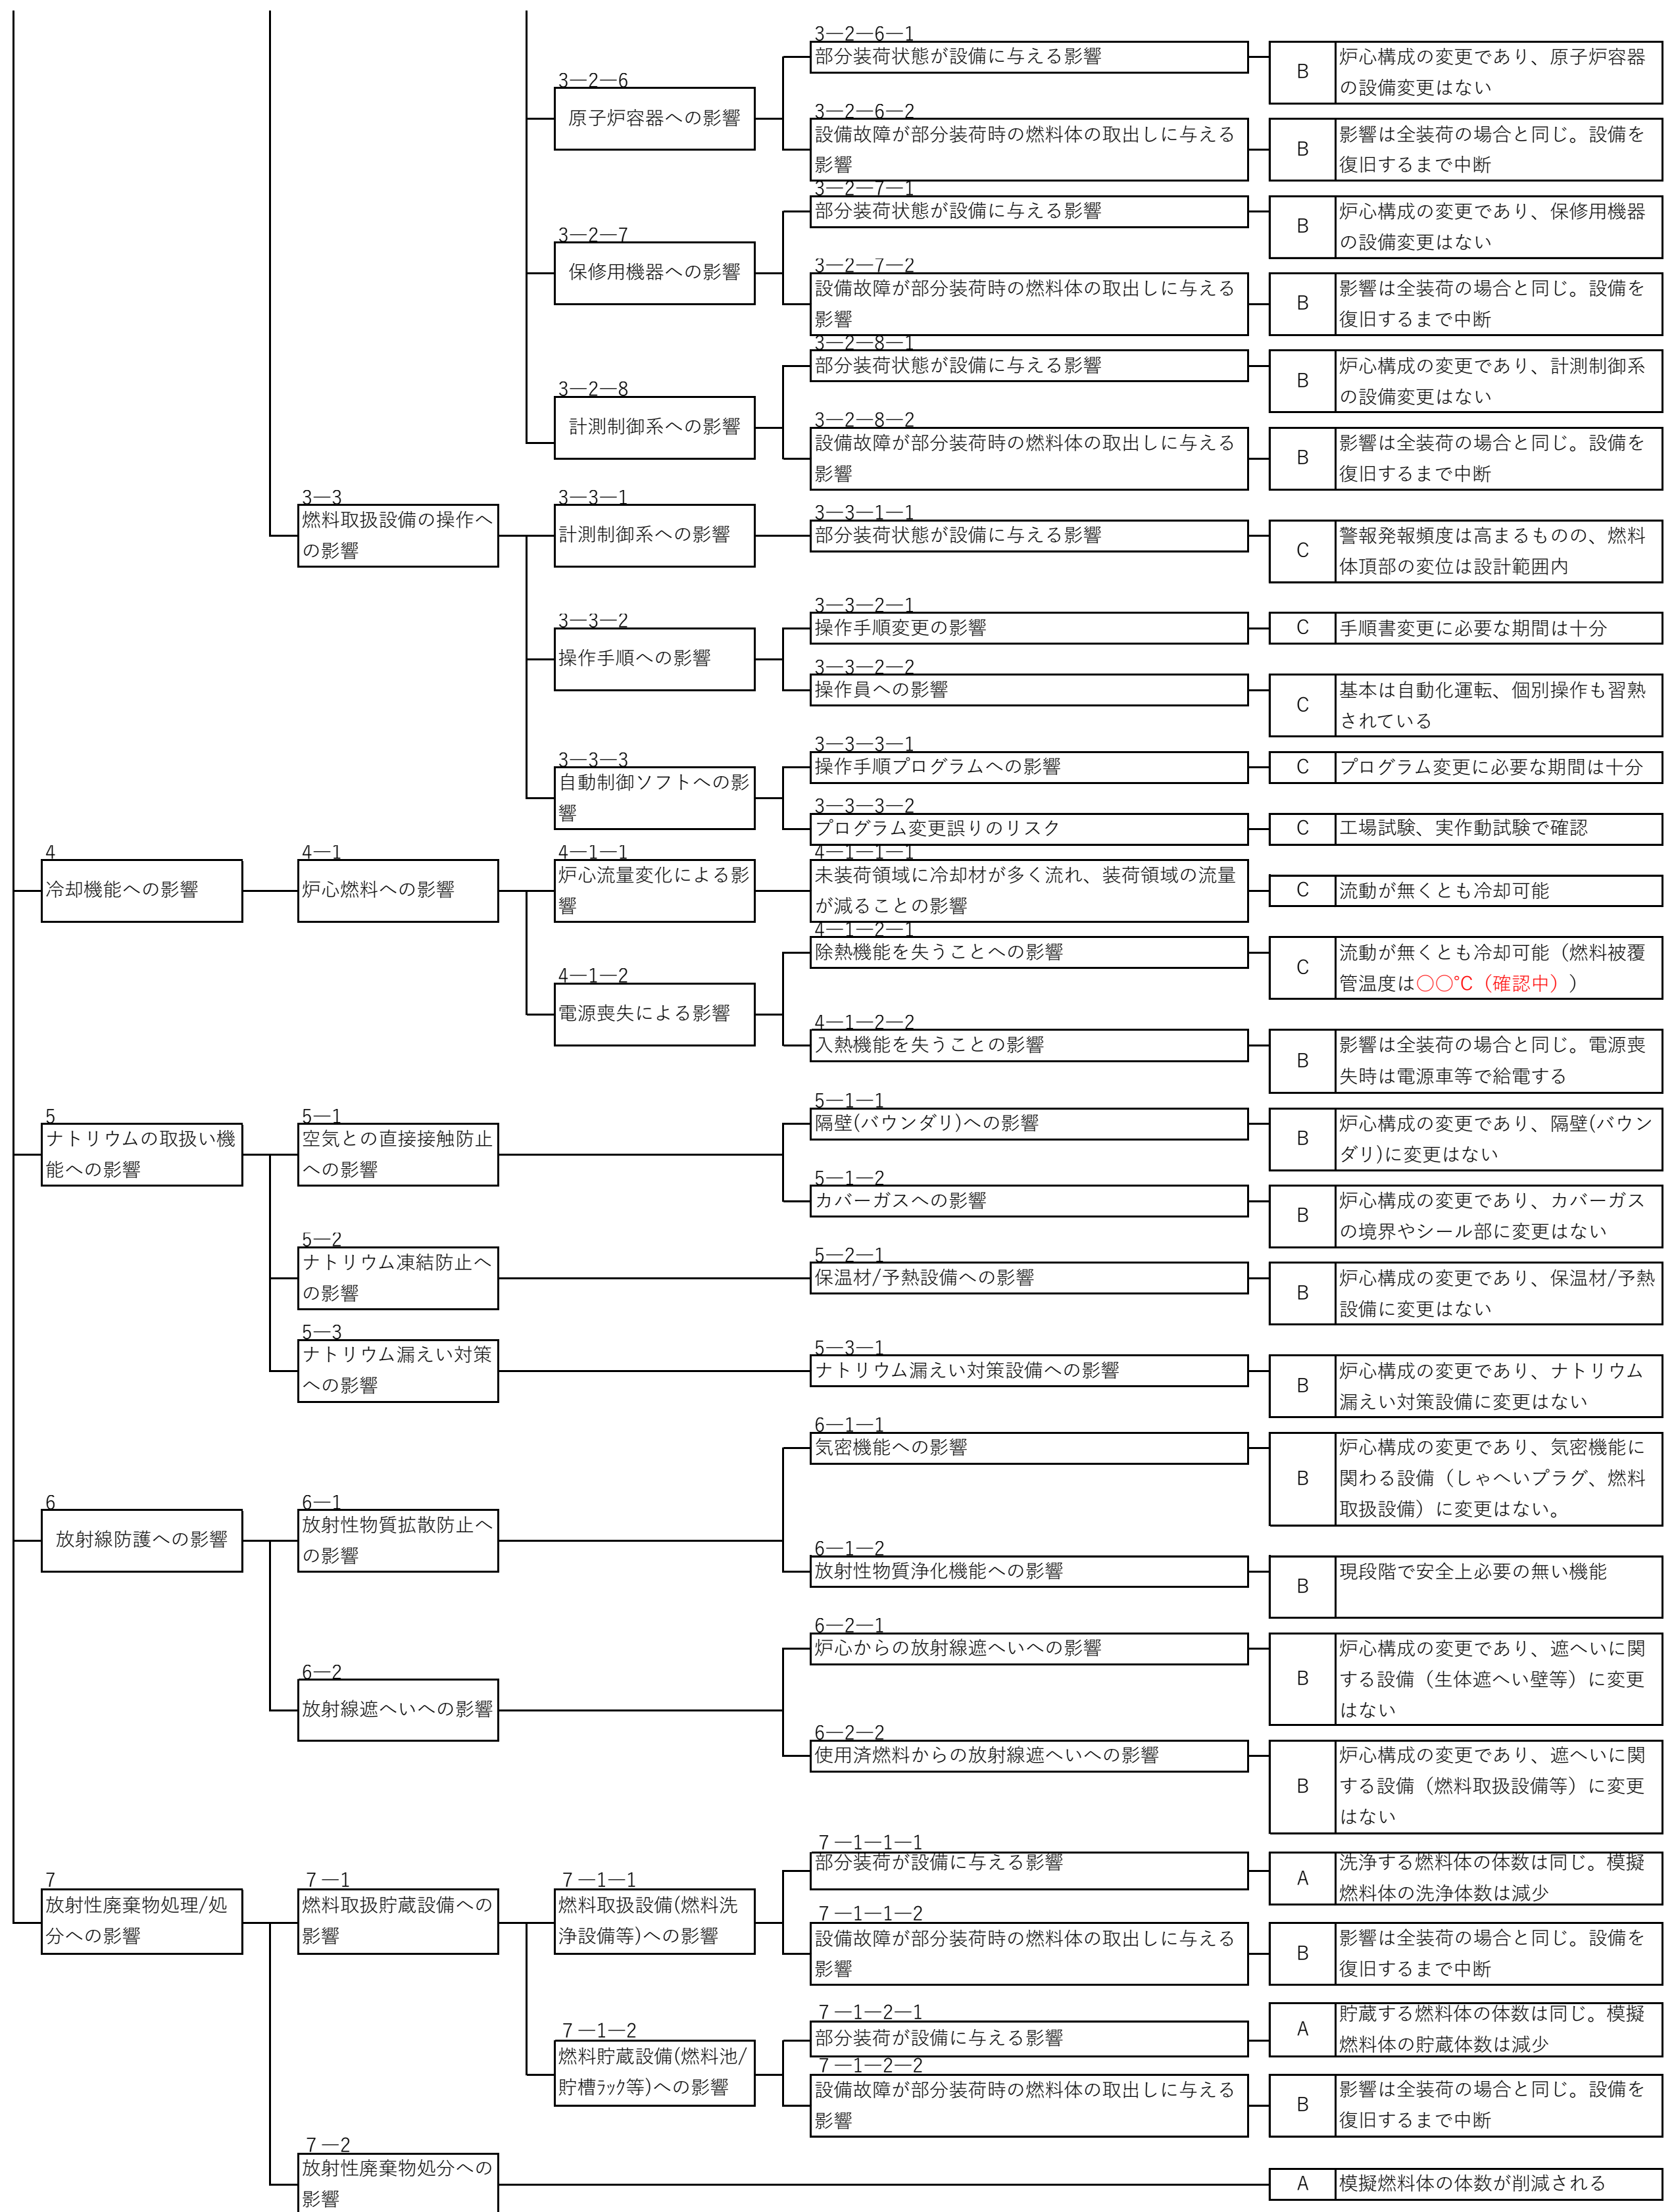 3—2—6—1
部分装荷状態が設備に与える影響
B
炉心構成の変更であり、原子炉容器
の設備変更はない
3—2—6
原子炉容器への影響
3—2—6—2
設備故障が部分装荷時の燃料体の取出しに与える
影響
B
影響は全装荷の場合と同じ。設備を
復旧するまで中断
3—2—7—1
部分装荷状態が設備に与える影響
B
炉心構成の変更であり、保修用機器
の設備変更はない
3—2—7
保修用機器への影響
3—2—7—2
設備故障が部分装荷時の燃料体の取出しに与える
影響
B
影響は全装荷の場合と同じ。設備を
復旧するまで中断
3—2—8—1
部分装荷状態が設備に与える影響
B
炉心構成の変更であり、計測制御系
の設備変更はない
3—2—8
計測制御系への影響
3—2—8—2
設備故障が部分装荷時の燃料体の取出しに与える
影響
B
影響は全装荷の場合と同じ。設備を
復旧するまで中断
3—3
燃料取扱設備の操作へ
の影響
3—3—1
計測制御系への影響
3—3—1—1
部分装荷状態が設備に与える影響
C
警報発報頻度は高まるものの、燃料
体頂部の変位は設計範囲内
3—3—2
操作手順への影響
3—3—2—1
操作手順変更の影響
C
手順書変更に必要な期間は十分
3—3—2—2
操作員への影響
C
基本は自動化運転、個別操作も習熟
されている
3—3—3
自動制御ソフトへの影
響
3—3—3—1
操作手順プログラムへの影響
C
プログラム変更に必要な期間は十分
3—3—3—2
プログラム変更誤りのリスク
C
工場試験、実作動試験で確認
4
冷却機能への影響
4—1
炉心燃料への影響
4—1—1
炉心流量変化による影
響
4—1—1—1
未装荷領域に冷却材が多く流れ、装荷領域の流量
が減ることの影響
C
流動が無くとも冷却可能
4—1—2
電源喪失による影響
4—1—2—1
除熱機能を失うことへの影響
C
流動が無くとも冷却可能（燃料被覆
管温度は〇〇℃（確認中））
4—1—2—2
入熱機能を失うことの影響
B
影響は全装荷の場合と同じ。電源喪
失時は電源車等で給電する
5
ナトリウムの取扱い機
能への影響
5—1
空気との直接接触防止
への影響
5—1—1
隔壁(バウンダリ)への影響
B
炉心構成の変更であり、隔壁(バウン
ダリ)に変更はない
5—1—2
カバーガスへの影響
B
炉心構成の変更であり、カバーガス
の境界やシール部に変更はない
5—2
ナトリウム凍結防止へ
の影響
5—2—1
保温材/予熱設備への影響
B
炉心構成の変更であり、保温材/予熱
設備に変更はない
5—3
ナトリウム漏えい対策
への影響
5—3—1
ナトリウム漏えい対策設備への影響
B
炉心構成の変更であり、ナトリウム
漏えい対策設備に変更はない
6
放射線防護への影響
6—1
放射性物質拡散防止へ
の影響
6—1—1
気密機能への影響
B
炉心構成の変更であり、気密機能に
関わる設備（しゃへいプラグ、燃料
取扱設備）に変更はない。
6—1—2
放射性物質浄化機能への影響
B
現段階で安全上必要の無い機能
6—2
放射線遮へいへの影響
6—2—1
炉心からの放射線遮へいへの影響
B
炉心構成の変更であり、遮へいに関
する設備（生体遮へい壁等）に変更
はない
6—2—2
使用済燃料からの放射線遮へいへの影響
B
炉心構成の変更であり、遮へいに関
する設備（燃料取扱設備等）に変更
はない
7
放射性廃棄物処理/処
分への影響
7—1
燃料取扱貯蔵設備への
影響
7—1—1
燃料取扱設備(燃料洗
浄設備等)への影響
7—1—1—1
部分装荷が設備に与える影響
A
洗浄する燃料体の体数は同じ。模擬
燃料体の洗浄体数は減少
7—1—1—2
設備故障が部分装荷時の燃料体の取出しに与える
影響
B
影響は全装荷の場合と同じ。設備を
復旧するまで中断
7—1—2
燃料貯蔵設備(燃料池/
貯槽ﾗｯｸ等)への影響
7—1—2—1
部分装荷が設備に与える影響
A
貯蔵する燃料体の体数は同じ。模擬
燃料体の貯蔵体数は減少
7—1—2—2
設備故障が部分装荷時の燃料体の取出しに与える
影響
B
影響は全装荷の場合と同じ。設備を
復旧するまで中断
7—2
放射性廃棄物処分への
影響
A
模擬燃料体の体数が削減される